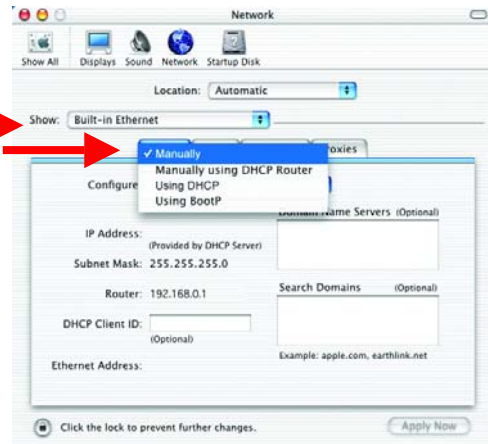 Network
Show All Displays Sound Network Startup Disk
Location: Automatic
Show: Built-in Ethernet
✓ Manually
Manually using DHCP Router
Using DHCP
Using BootP
Configure
Name Servers (Optional)
IP Address:
(Provided by DHCP Server)
Subnet Mask: 255.255.255.0
Router: 192.168.0.1
Search Domains (Optional)
DHCP Client ID:
(Optional)
Example: apple.com, earthlink.net
Ethernet Address:
Click the lock to prevent further changes.
Apply Now